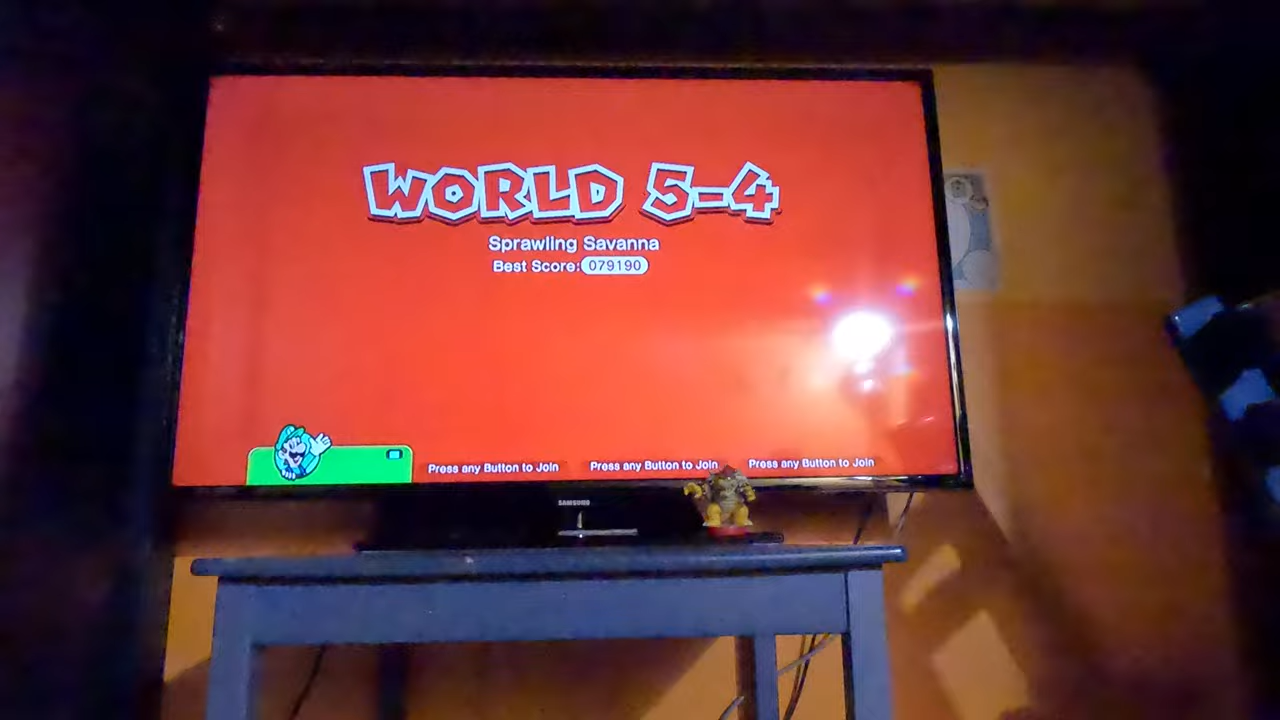 WORLD 5-4
Sprawling Savanna
Best Score: 079190
Press any Button to Join
Press any Button to Join
Press any Button to Join
SAMSUNG